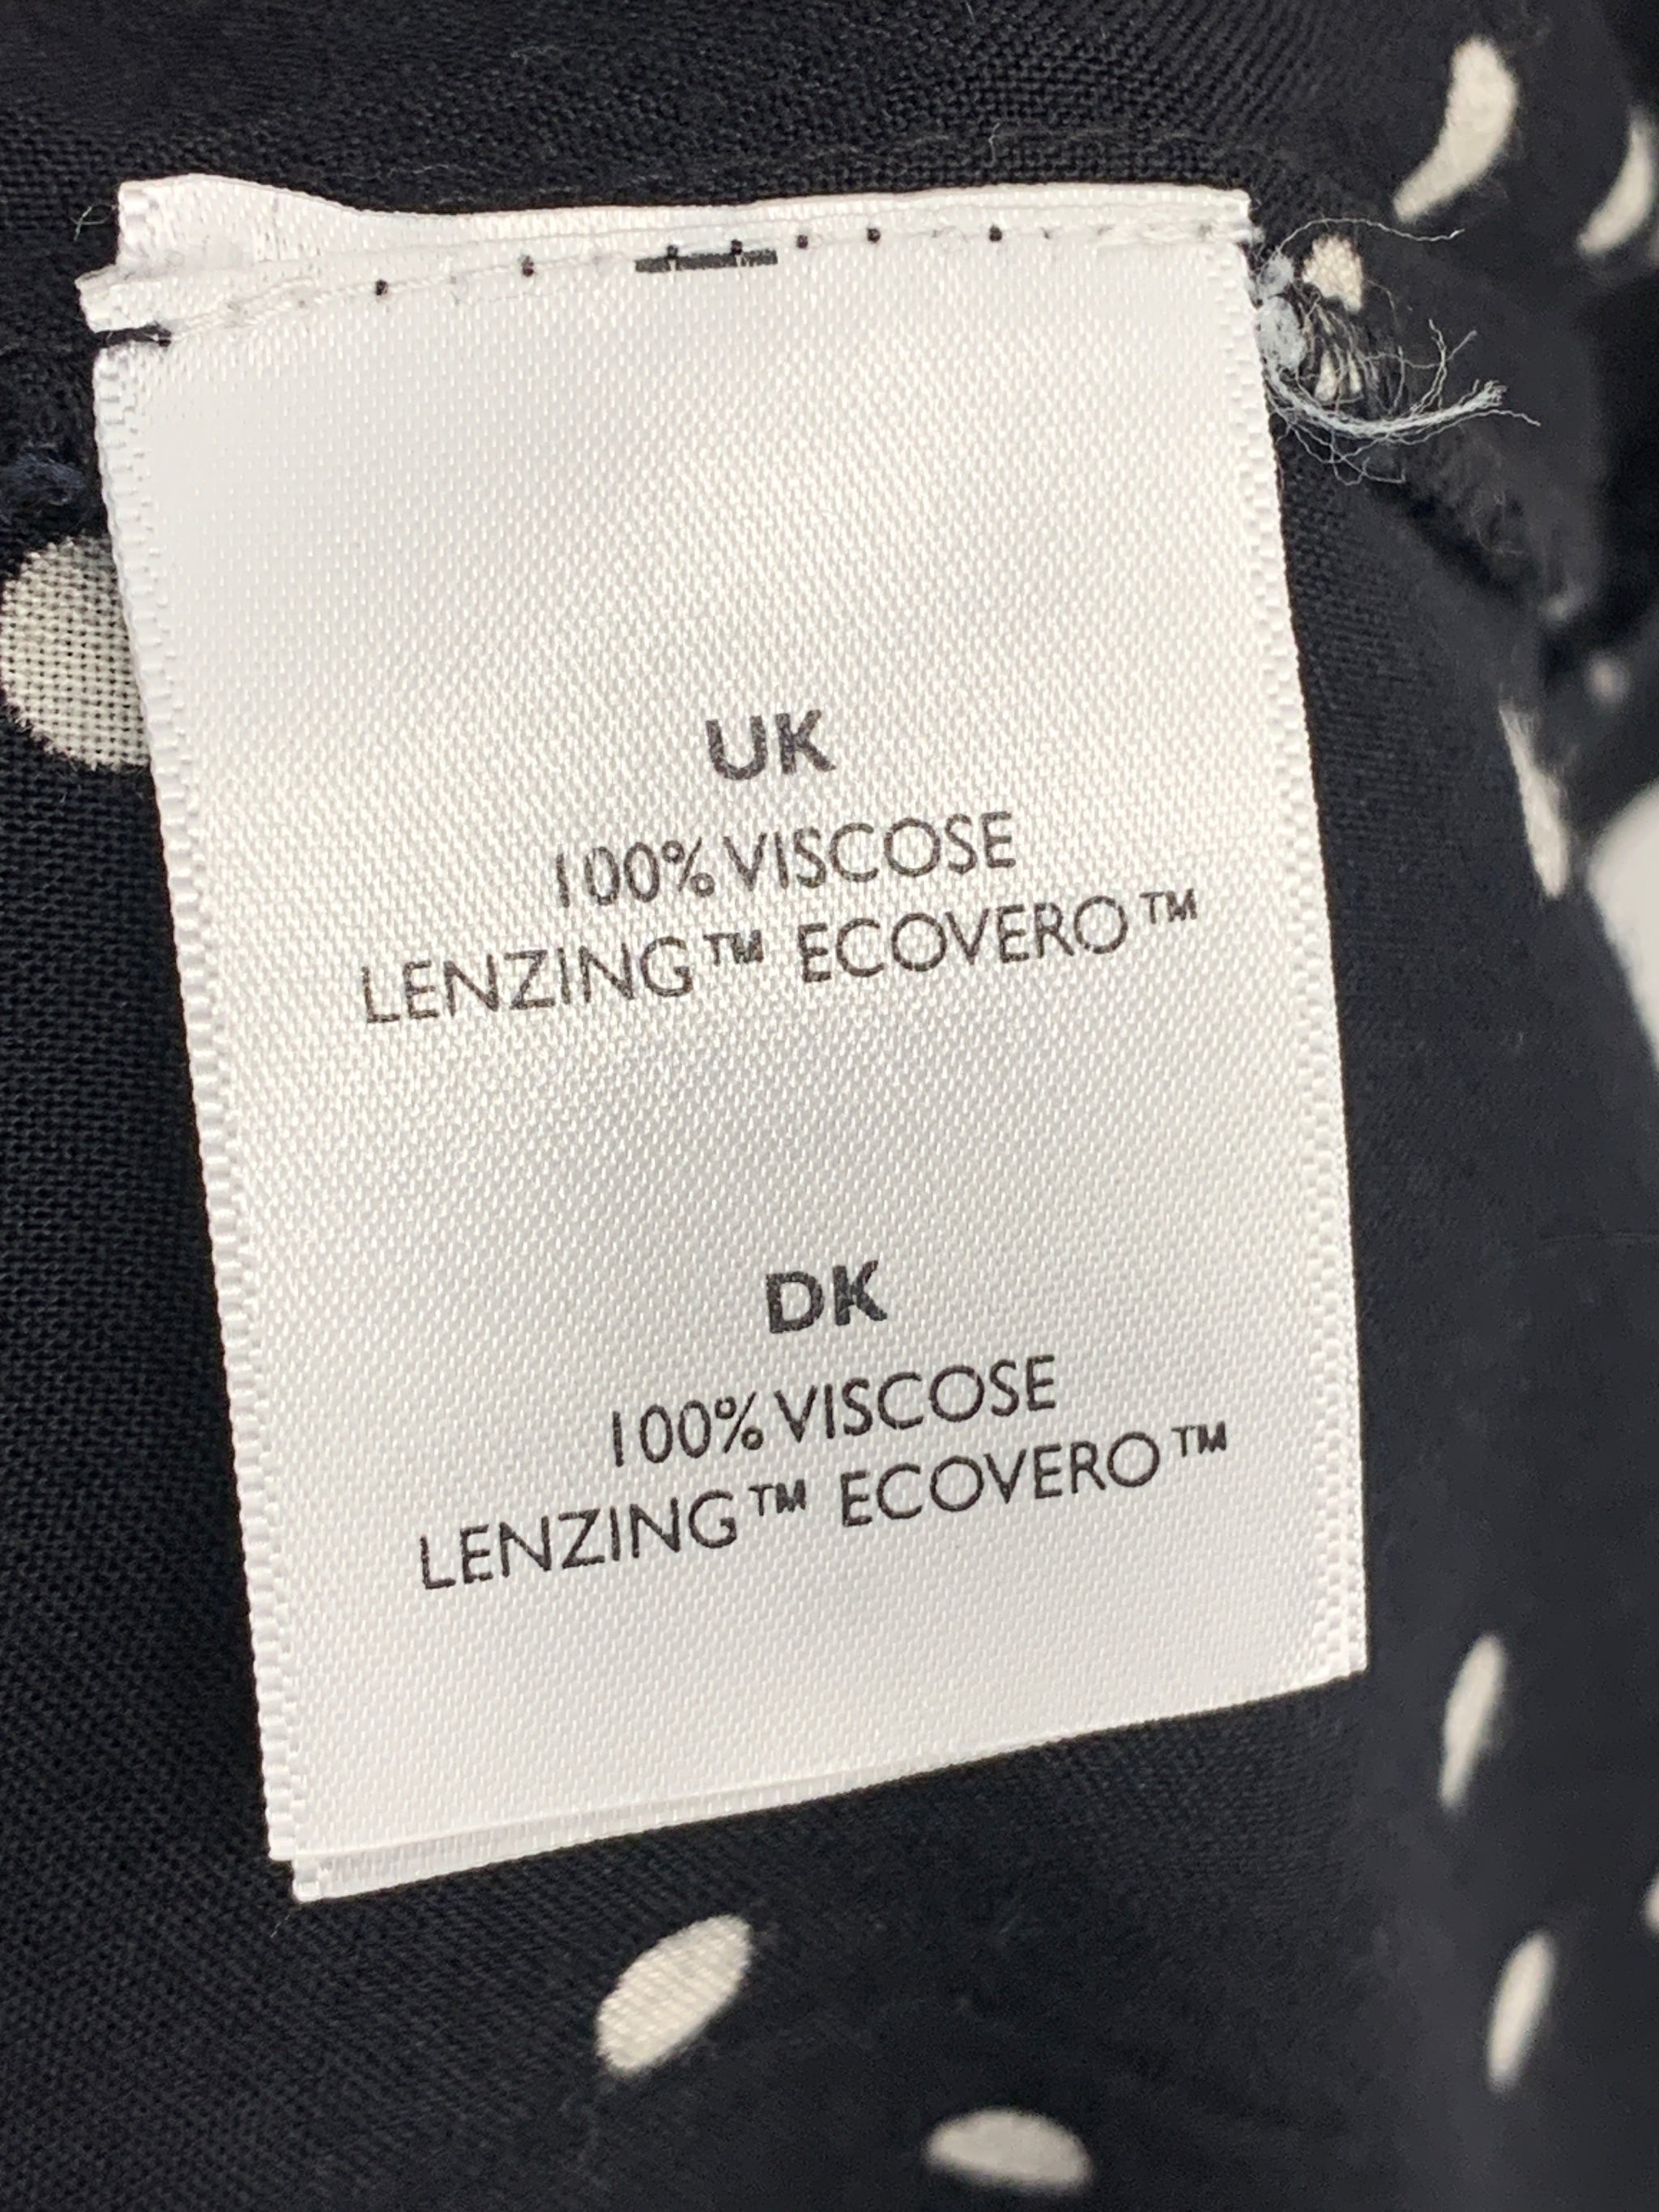 UK
100% VISCOSE
LENZING™ ECOVERO™
DK
100% VISCOSE
LENZING™ ECOVERO™